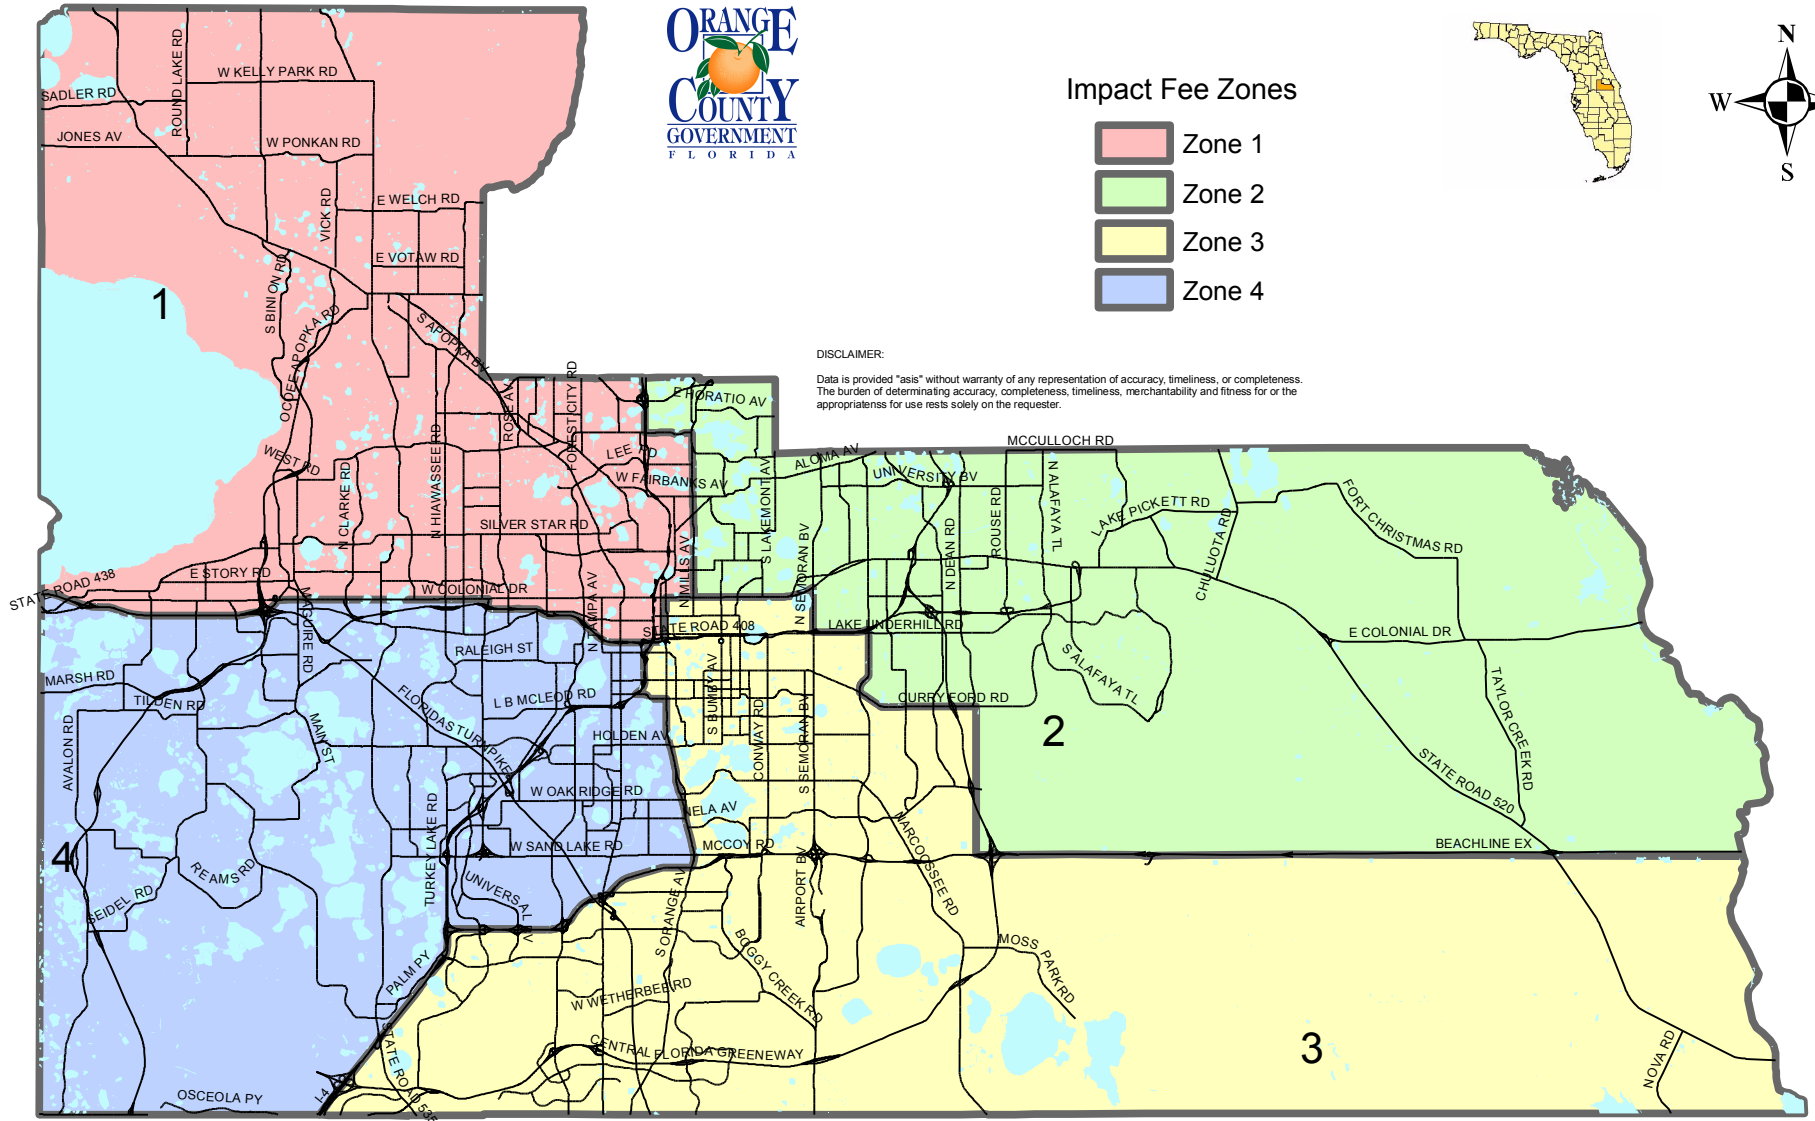 ORANGE
COUNTY
GOVERNMENT
FLORIDA
Impact Fee Zones
Zone 1
Zone 2
Zone 3
Zone 4
N
W
S
DISCLAIMER:
Data is provided "asis" without warranty of any representation of accuracy, timeliness, or completeness.
The burden of determining accuracy, completeness, timeliness, merchantability and fitness for or the
appropriatenss for use rests solely on the requester.
W KELLY PARK RD
ROUND LAKE RD
SADLER RD
JONES AV
W PONKAN RD
VICK RD
E WELCH RD
E VOTAW RD
S BINION RD
1
OCOEE APOPKA RD
S APOPKA BV
ROSE AV
FOREST CITY RD
E HORATIO AV
WEST RD
N CLARKE RD
N HIAWASSEE RD
LEE RD
W FAIRBANKS AV
SILVER STAR RD
S LAKEMONT AV
ALOMA AV
MCCULLOCH RD
UNIVERSITY BV
N ALAFAYA TL
ROUSE RD
N DEAN RD
LAKE PICKETT RD
CHULUOTA RD
FORT CHRISTMAS RD
N SEMORAN BV
N MILLS AV
N TAMPA AV
STATE ROAD 438
E STORY RD
W COLONIAL DR
MAGUIRE RD
STATE ROAD 408
LAKE UNDERHILL RD
E COLONIAL DR
RALEIGH ST
MARSH RD
TILDEN RD
AVALON RD
MAIN ST
FLORIDAS TURNPIKE
L B MCLEOD RD
HOLDEN AV
S BUMBY AV
CONWAY RD
S SEMORAN BV
CURRY FORD RD
S ALAFAYA TL
2
TAYLOR CREEK RD
STATE ROAD 520
W OAK RIDGE RD
NELA AV
TURKEY LAKE RD
W SAND LAKE RD
MCCOY RD
NARCOOSSEE RD
BEACHLINE EX
4
REAMS RD
SEIDEL RD
UNIVERSAL BV
S ORANGE AV
AIRPORT BV
BOGGY CREEK RD
MOSS PARK RD
PALM PY
W WETHERBEE RD
CENTRAL FLORIDA GREENEWAY
3
NOVA RD
STATE ROAD 535
I-4
OSCEOLA PY